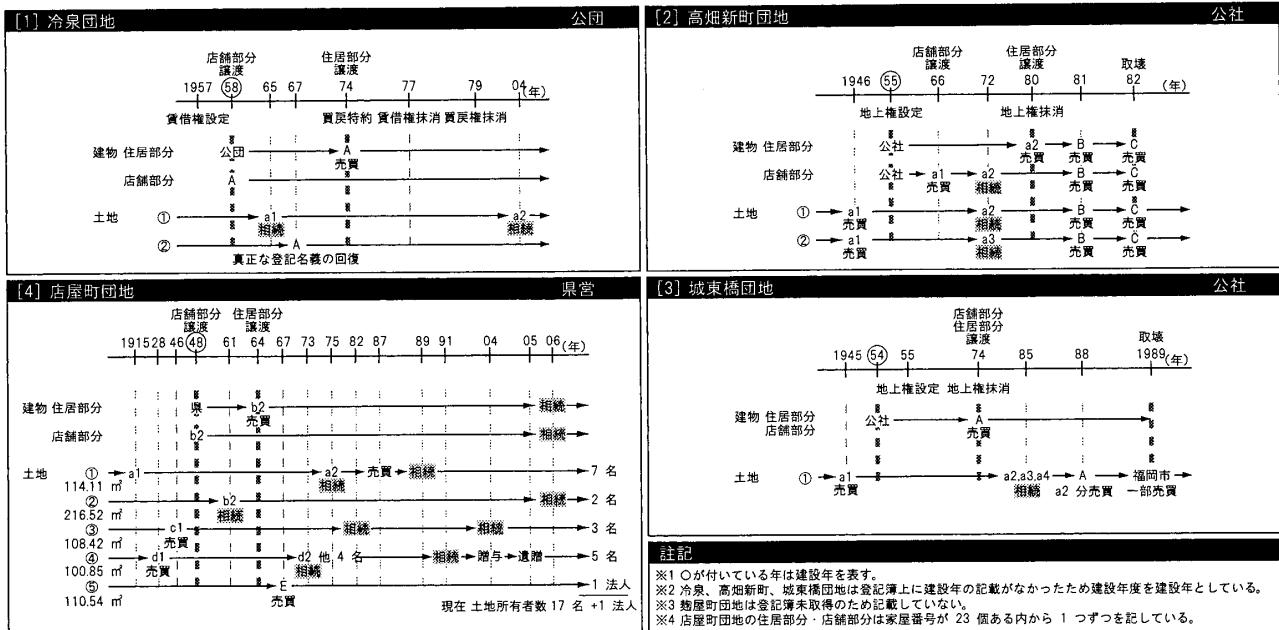 [1] 冷泉団地 公団
店舗部分 住居部分
譲渡 譲渡
1957 58 65 67 74 77 79 04(年)
賃借権設定 買戻特約 賃借権抹消 買戻権抹消
建物 住居部分 公団 A
売買
店舗部分 A
土地 ① a1 a2
相続 相続
② A
真正な登記名義の回復
[2] 高畑新町団地 公社
店舗部分 住居部分
譲渡 譲渡 取壊
1946 55 66 72 80 81 82 (年)
地上権設定 地上権抹消
建物 住居部分 公社 a2 B C
売買 売買 売買
店舗部分 公社 a1 a2 B C
売買 相続 売買 売買
土地 ① a1 a2 B C
売買 相続 売買 売買
② a1 a3 B C
売買 相続 売買 売買
[4] 店屋町団地 県営
店舗部分 住居部分
譲渡 譲渡
1915 28 46 48 61 64 67 73 75 82 87 89 91 04 05 06(年)
建物 住居部分 県 b2 相続
売買
店舗部分 b2 相続
土地 ① a1 a2 売買 相続 7 名
114.11 ㎡ 相続
② b2 相続 2 名
216.52 ㎡ 相続
③ c1 相続 相続 3 名
108.42 ㎡ 売買
④ d1 d2 他 4 名 相続 贈与 遺贈 5 名
100.85 ㎡ 売買 相続
⑤ E 1 法人
110.54 ㎡ 売買
現在 土地所有者数 17 名 +1 法人
[3] 城東橋団地 公社
店舗部分
住居部分
譲渡 取壊
1945 54 55 74 85 88 1989(年)
地上権設定 地上権抹消
建物 住居部分 公社 A
店舗部分 売買
土地 ① a1 a2,a3,a4 A 福岡市
売買 相続 a2 分売買 一部売買
註記
※1 ○が付いている年は建設年を表す。
※2 冷泉、高畑新町、城東橋団地は登記簿上に建設年の記載がなかったため建設年度を建設年としている。
※3 麹屋町団地は登記簿未取得のため記載していない。
※4 店屋町団地の住居部分・店舗部分は家屋番号が 23 個ある内から 1 つずつを記している。